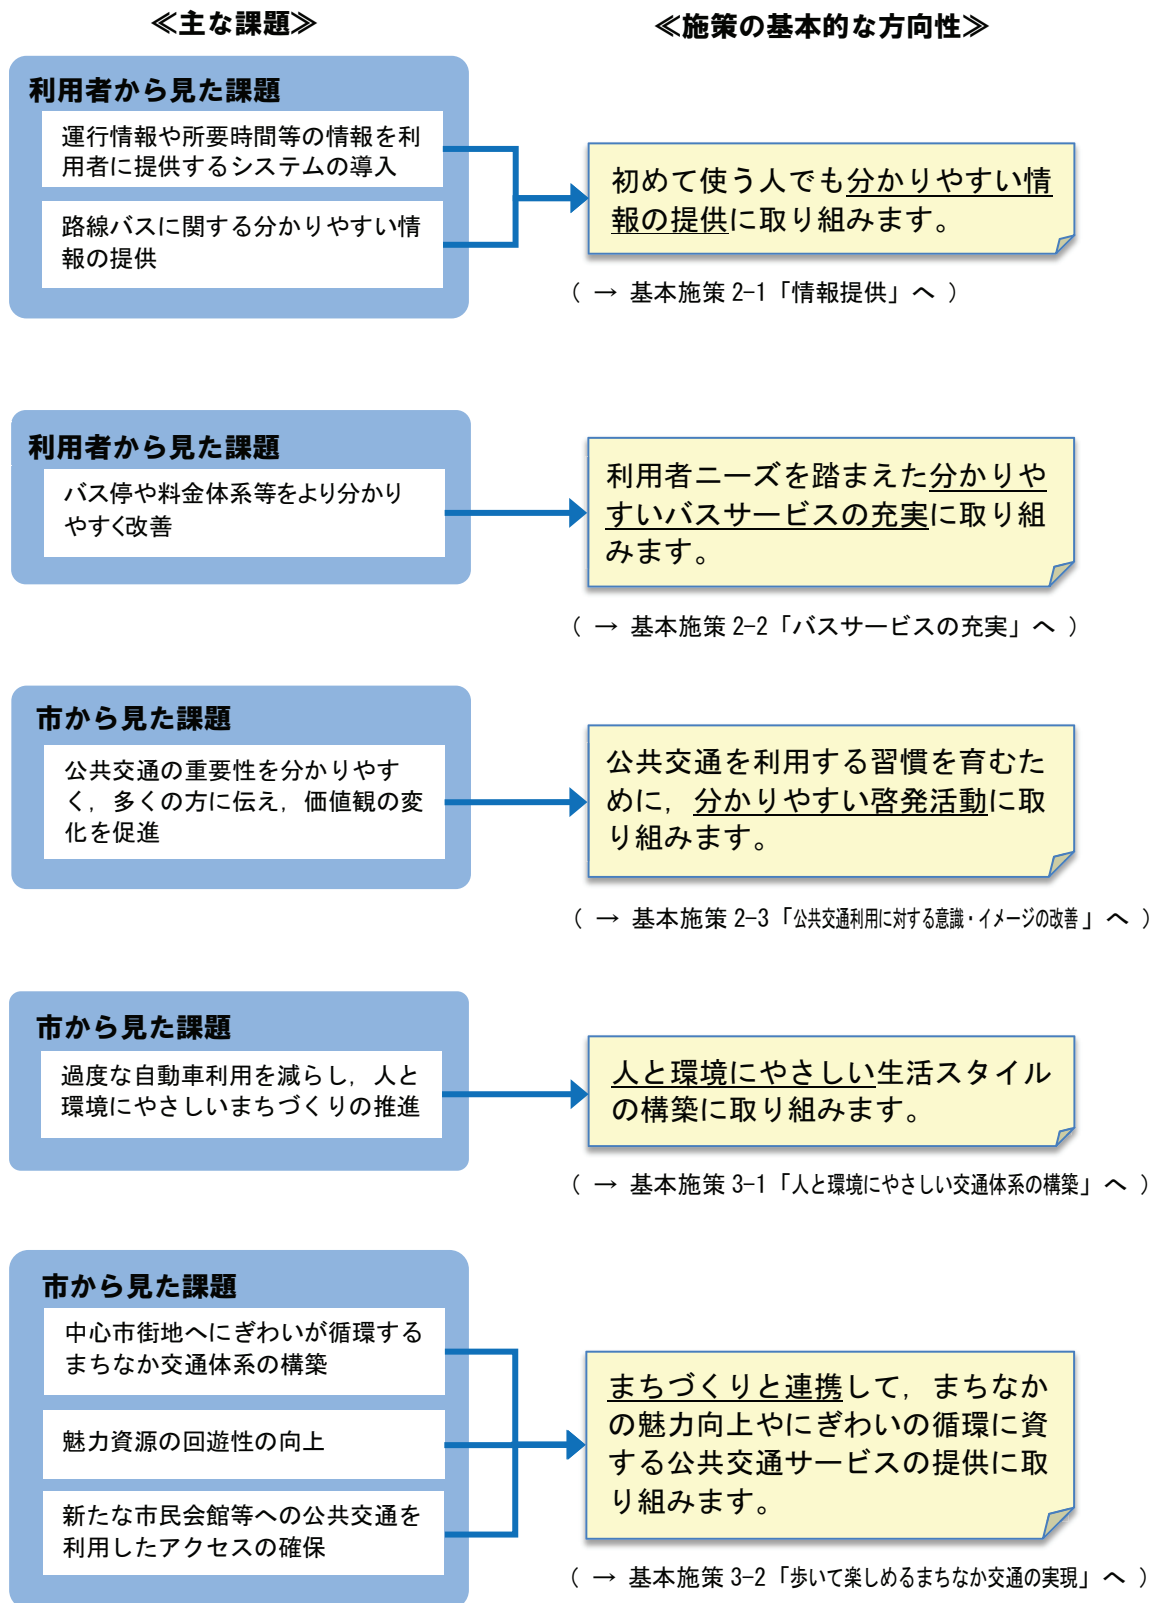 ≪主な課題≫
≪施策の基本的な方向性≫
利用者から見た課題
運行情報や所要時間等の情報を利
用者に提供するシステムの導入
路線バスに関する分かりやすい情
報の提供
初めて使う人でも分かりやすい情
報の提供に取り組みます。
（ → 基本施策 2-1「情報提供」へ ）
利用者から見た課題
バス停や料金体系等をより分かり
やすく改善
利用者ニーズを踏まえた分かりや
すいバスサービスの充実に取り組
みます。
（ → 基本施策 2-2「バスサービスの充実」へ ）
市から見た課題
公共交通の重要性を分かりやす
く，多くの方に伝え，価値観の変
化を促進
公共交通を利用する習慣を育むた
めに，分かりやすい啓発活動に取
り組みます。
（ → 基本施策 2-3「公共交通利用に対する意識・イメージの改善」へ ）
市から見た課題
過度な自動車利用を減らし，人と
環境にやさしいまちづくりの推進
人と環境にやさしい生活スタイル
の構築に取り組みます。
（ → 基本施策 3-1「人と環境にやさしい交通体系の構築」へ ）
市から見た課題
中心市街地へにぎわいが循環する
まちなか交通体系の構築
魅力資源の回遊性の向上
新たな市民会館等への公共交通を
利用したアクセスの確保
まちづくりと連携して，まちなか
の魅力向上やにぎわいの循環に資
する公共交通サービスの提供に取
り組みます。
（ → 基本施策 3-2「歩いて楽しめるまちなか交通の実現」へ ）